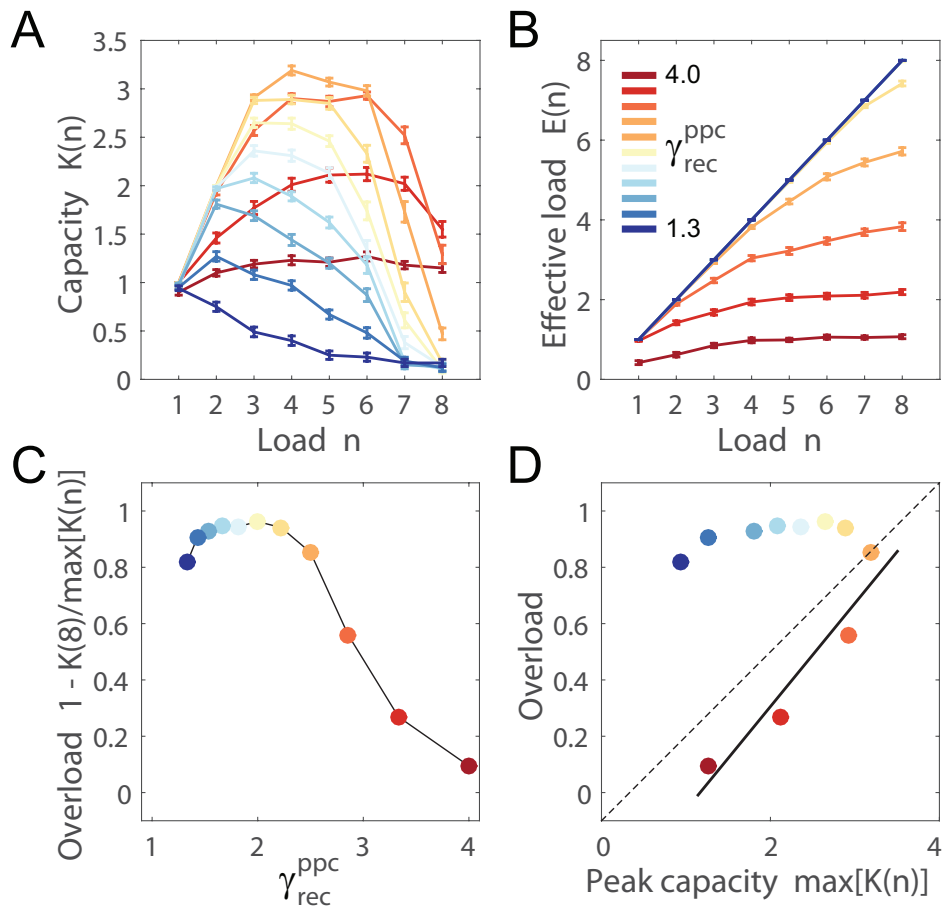 A
Capacity K(n)
3.5
3
2.5
2
1.5
1
0.5
0
1 2 3 4 5 6 7 8
Load n
B
Effective load E(n)
8
6
4
2
0
4.0
γ ppc rec
1.3
1 2 3 4 5 6 7 8
Load n
C
Overload 1 - K(8)/max[K(n)]
1
0.8
0.6
0.4
0.2
0
1 2 3 4
γ ppc rec
D
Overload
1
0.8
0.6
0.4
0.2
0
0 2 4
Peak capacity max[K(n)]